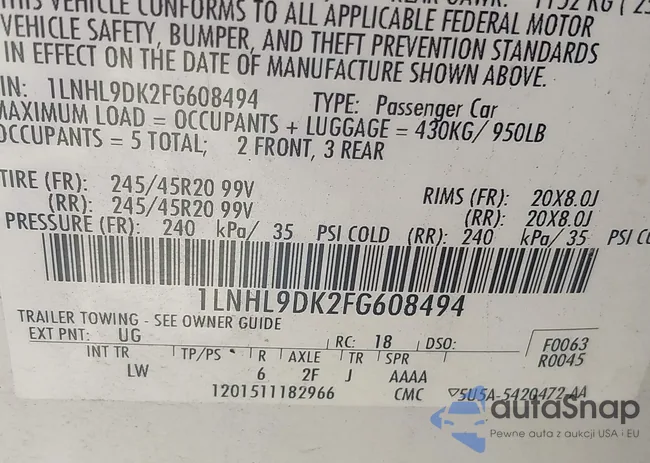 THIS VEHICLE CONFORMS TO ALL APPLICABLE FEDERAL MOTOR
VEHICLE SAFETY, BUMPER, AND THEFT PREVENTION STANDARDS
IN EFFECT ON THE DATE OF MANUFACTURE SHOWN ABOVE.
IN: 1LNHL9DK2FG608494 TYPE: Passenger Car
MAXIMUM LOAD = OCCUPANTS + LUGGAGE = 430KG/ 950LB
OCCUPANTS = 5 TOTAL; 2 FRONT, 3 REAR
TIRE (FR): 245/45R20 99V RIMS (FR): 20X8.0J
(RR): 245/45R20 99V (RR): 20X8.0J
PRESSURE (FR): 240 kPa/ 35 PSI COLD (RR): 240 kPa/ 35 PSI C
1LNHL9DK2FG608494
TRAILER TOWING - SEE OWNER GUIDE
EXT PNT: UG RC: 18 DSO: F0063
INT TR TP/PS R AXLE TR SPR R0045
LW 6 2F J AAAA
1201511182966 CMC 5U5A-5420472-AA
autaSnap
Pewne auta z aukcji USA i EU